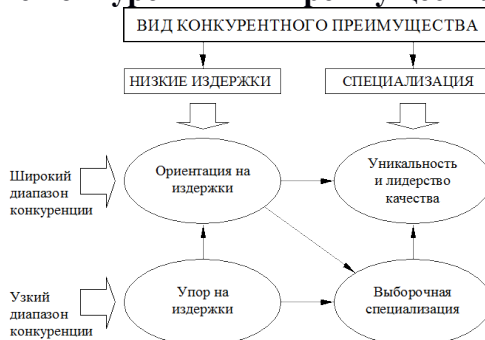 ВИД КОНКУРЕНТНОГО ПРЕИМУЩЕСТВА
НИЗКИЕ ИЗДЕРЖКИ
СПЕЦИАЛИЗАЦИЯ
Широкий
диапазон
конкуренции
Ориентация на
издержки
Уникальность
и лидерство
качества
Узкий
диапазон
конкуренции
Упор на
издержки
Выборочная
специализация